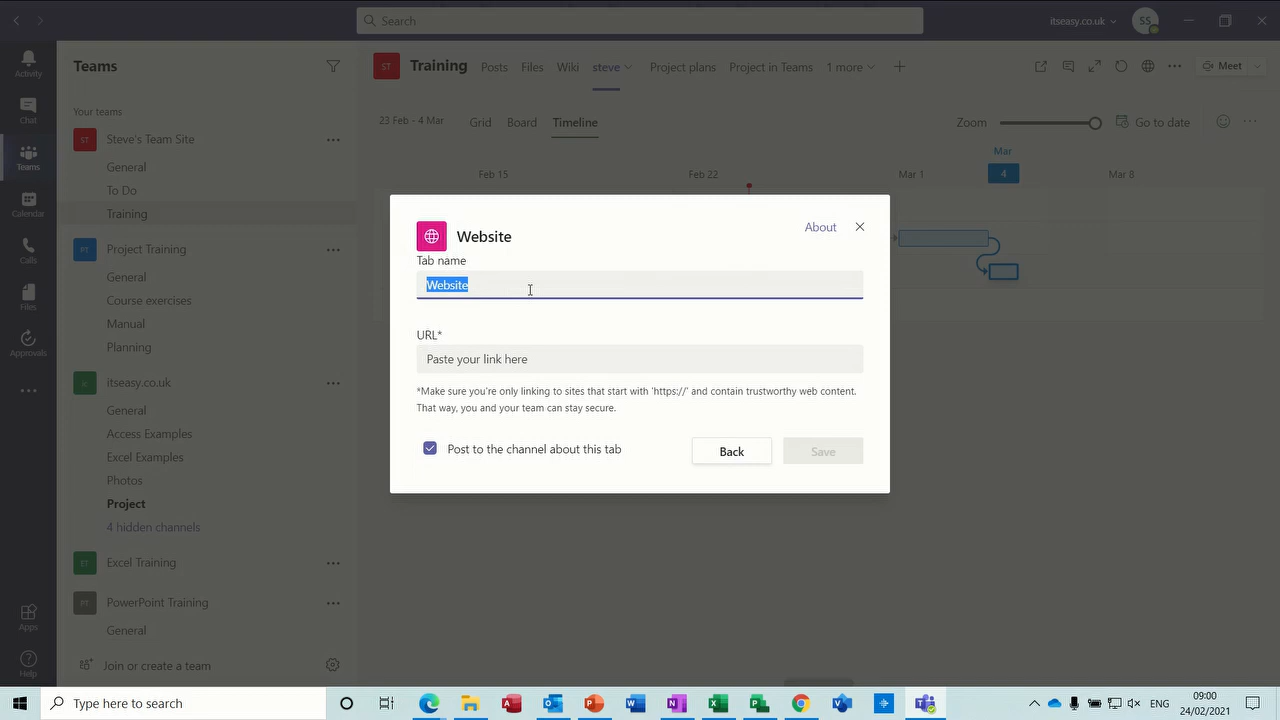 Search
itseasy.co.uk
SS
Activity
Chat
Teams
Calendar
Calls
Files
Approvals
Apps
Help
Teams
Your teams
ST
Steve's Team Site
General
To Do
Training
PT
Project Training
General
Course exercises
Manual
Planning
itseasy.co.uk
General
Access Examples
Excel Examples
Photos
Project
4 hidden channels
ET
Excel Training
PT
PowerPoint Training
General
Join or create a team
ST
Training
Posts
Files
Wiki
steve
Project plans
Project in Teams
1 more
Meet
23 Feb - 4 Mar
Grid
Board
Timeline
Zoom
Go to date
Mar
Feb 15
Feb 22
Mar 1
4
Mar 8
Website
About
Tab name
Website
URL*
Paste your link here
*Make sure you're only linking to sites that start with 'https://' and contain trustworthy web content.
That way, you and your team can stay secure.
Post to the channel about this tab
Back
Save
Type here to search
ENG
09:00
24/02/2021